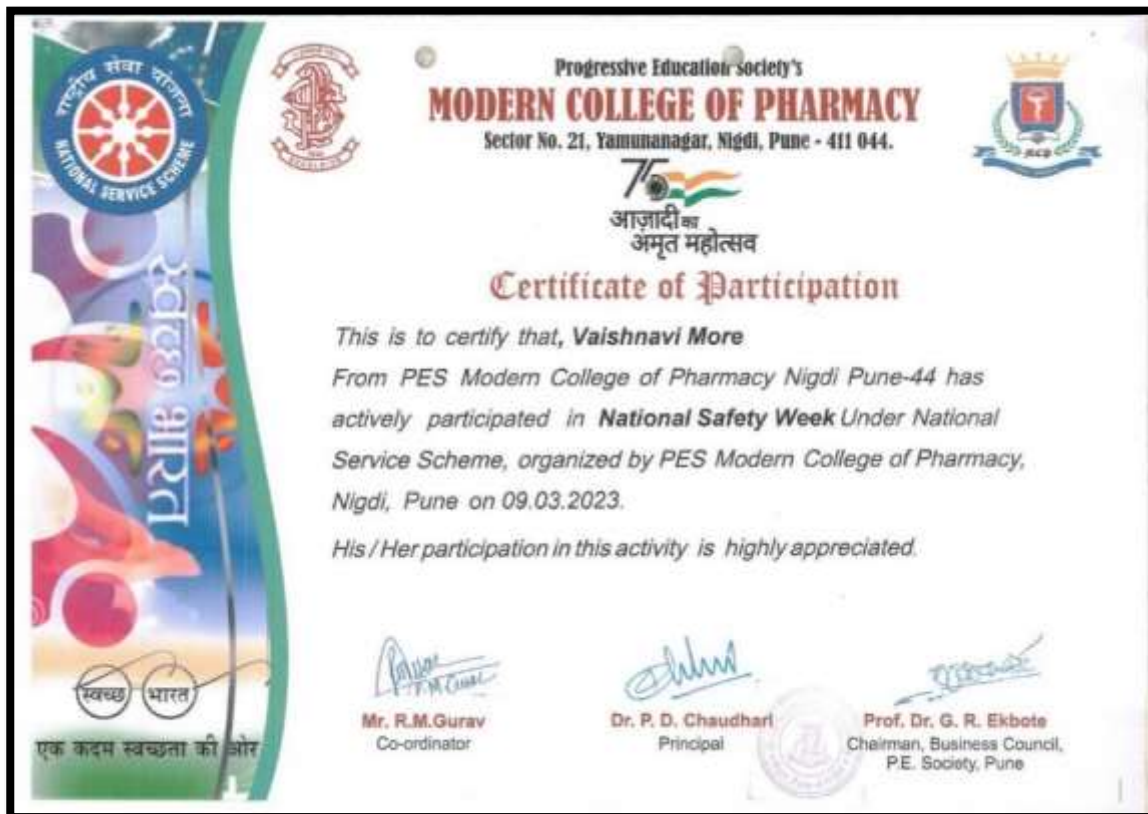 राष्ट्रीय सेवा योजना
NATIONAL SERVICE SCHEME
Progressive Education Society's
MODERN COLLEGE OF PHARMACY
Sector No. 21, Yamunanagar, Nigdi, Pune - 411 044.
75
आज़ादी का
अमृत महोत्सव
Certificate of Participation
This is to certify that, Vaishnavi More
From PES Modern College of Pharmacy Nigdi Pune-44 has
actively participated in National Safety Week Under National
Service Scheme, organized by PES Modern College of Pharmacy,
Nigdi, Pune on 09.03.2023.
His / Her participation in this activity is highly appreciated.
स्वच्छ भारत
स्वच्छ भारत
एक कदम स्वच्छता की ओर
Mr. R.M.Gurav
Co-ordinator
Dr. P. D. Chaudhari
Principal
Prof. Dr. G. R. Ekbote
Chairman, Business Council,
P.E. Society, Pune